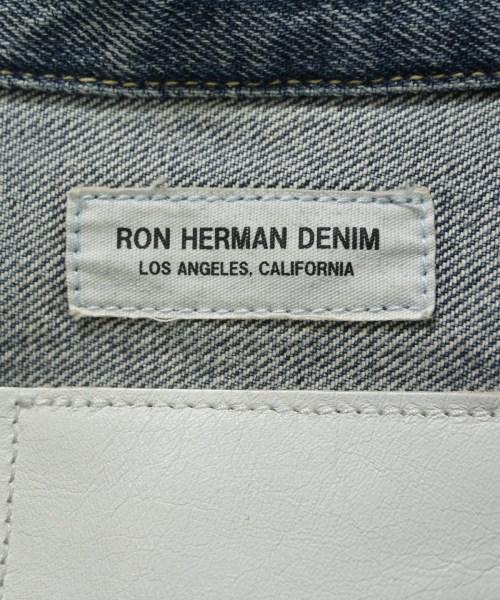 RON HERMAN DENIM
LOS ANGELES, CALIFORNIA